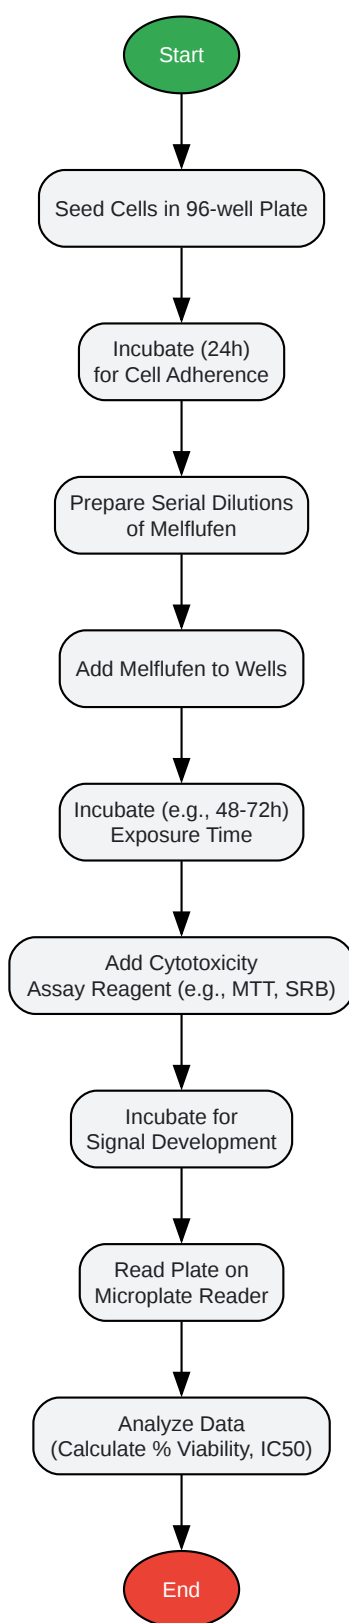 Start
Seed Cells in 96-well Plate
Incubate (24h)
for Cell Adherence
Prepare Serial Dilutions
of Melflufen
Add Melflufen to Wells
Incubate (e.g., 48-72h)
Exposure Time
Add Cytotoxicity
Assay Reagent (e.g., MTT, SRB)
Incubate for
Signal Development
Read Plate on
Microplate Reader
Analyze Data
(Calculate % Viability, IC50)
End